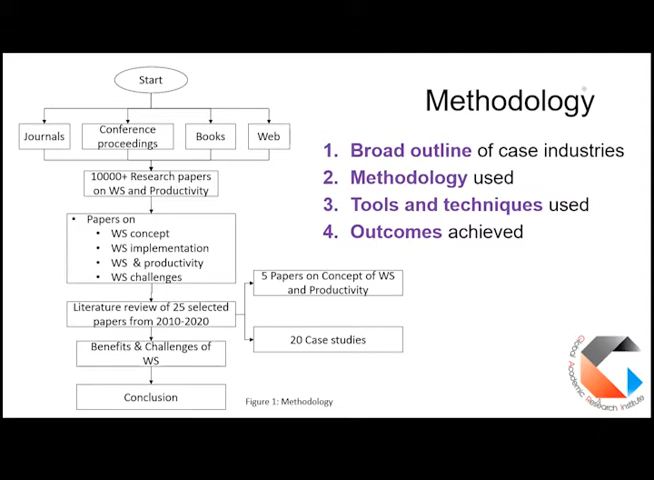 Start
Journals
Conference
proceedings
Books
Web
10000+ Research papers
on WS and Productivity
• Papers on
• WS concept
• WS implementation
• WS & productivity
• WS challenges
5 Papers on Concept of WS
and Productivity
Literature review of 25 selected
papers from 2010-2020
20 Case studies
Benefits & Challenges of
WS
Conclusion
Figure 1: Methodology
Methodology
1. Broad outline of case industries
2. Methodology used
3. Tools and techniques used
4. Outcomes achieved
Global Academic Research Institute